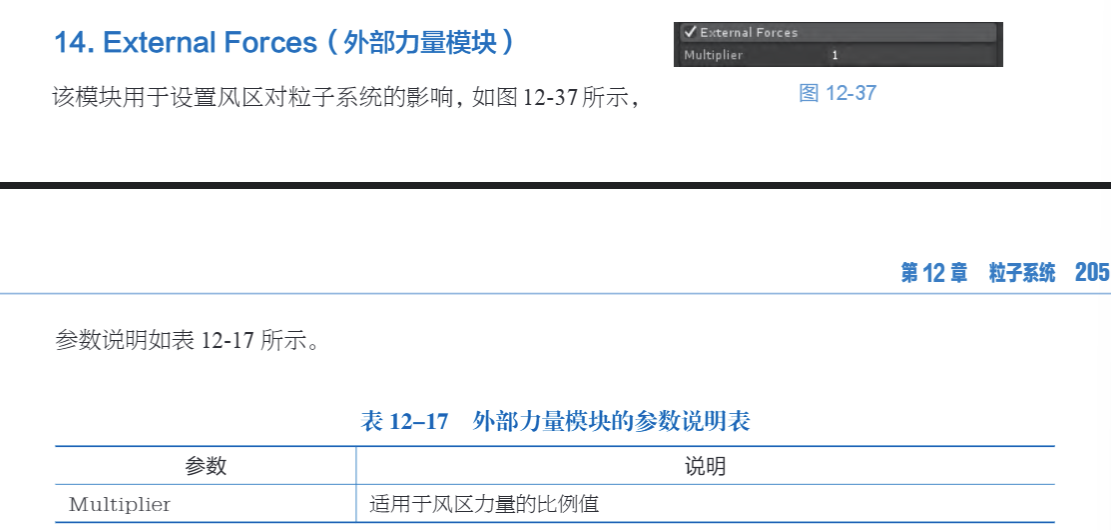 14. External Forces（外部力量模块）
External Forces
Multiplier 1
该模块用于设置风区对粒子系统的影响，如图12-37所示，
图 12-37
第 12 章 粒子系统 205
参数说明如表 12-17 所示。
表 12–17 外部力量模块的参数说明表
参数 说明
Multiplier 适用于风区力量的比例值